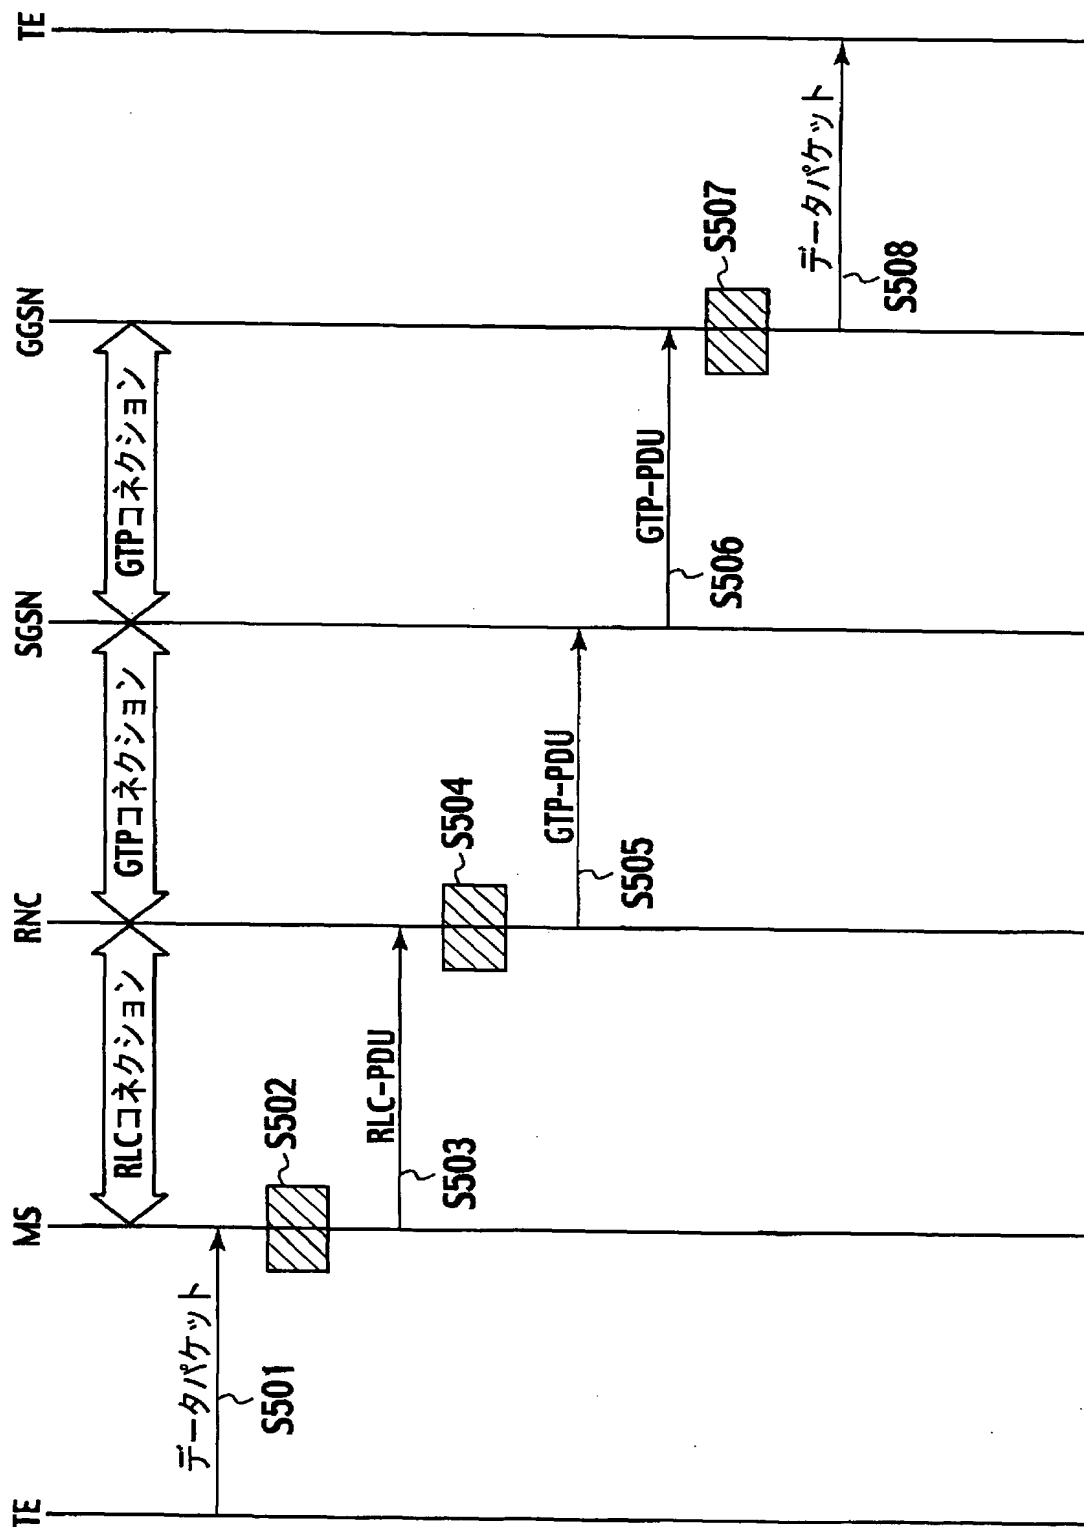 TE
MS
RNC
SGSN
GGSN
TE
RLCコネクション
GTPコネクション
GTPコネクション
データパケット
S501
S502
RLC-PDU
S503
S504
GTP-PDU
S505
GTP-PDU
S506
S507
データパケット
S508